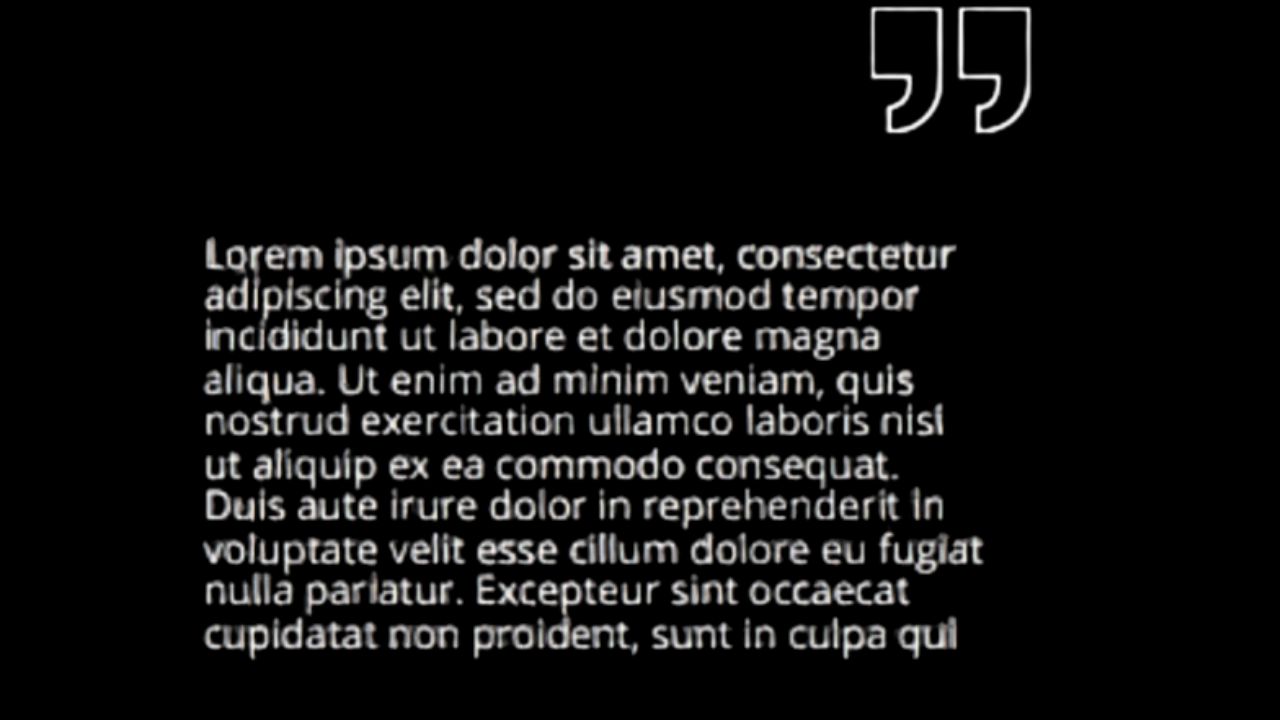 ”
Lorem ipsum dolor sit amet, consectetur
adipiscing elit, sed do eiusmod tempor
incididunt ut labore et dolore magna
aliqua. Ut enim ad minim veniam, quis
nostrud exercitation ullamco laboris nisi
ut aliquip ex ea commodo consequat.
Duis aute irure dolor in reprehenderit in
voluptate velit esse cillum dolore eu fugiat
nulla pariatur. Excepteur sint occaecat
cupidatat non proident, sunt in culpa qui